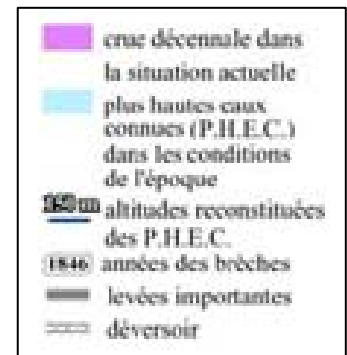 crue décennale dans
la situation actuelle
plus hautes eaux
connues (P.H.E.C.)
dans les conditions
de l'époque
altitudes reconstituées
des P.H.E.C.
1846 années des brèches
levées importantes
déversoir